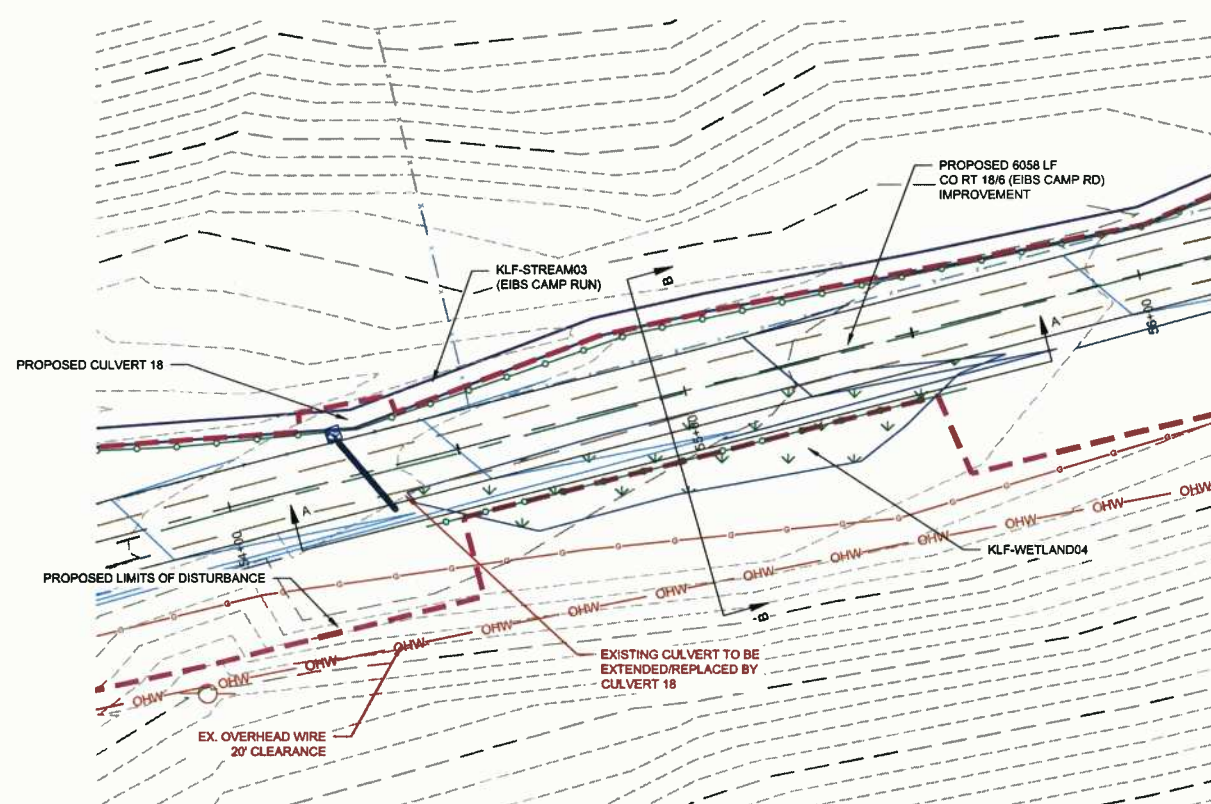 PROPOSED 6058 LF
CO RT 18/6 (EIBS CAMP RD)
IMPROVEMENT
KLF-STREAM03
(EIBS CAMP RUN)
B
56+00
A
PROPOSED CULVERT 18
55+00
OHW
OHW
OHW
A
54+00
KLF-WETLAND04
G G G G G G G G G G G
PROPOSED LIMITS OF DISTURBANCE
OHW
OHW
OHW
OHW
B
OHW
OHW
OHW
OHW
OHW
EXISTING CULVERT TO BE
EXTENDED/REPLACED BY
CULVERT 18
EX. OVERHEAD WIRE
20' CLEARANCE